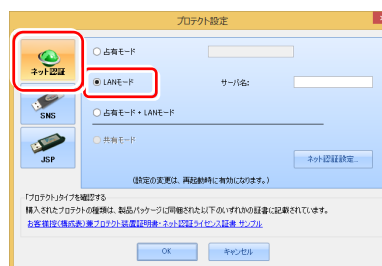 プロテクト設定
ネット認証
SNS
JSP
占有モード
LANモード
サーバ名:
占有モード + LANモード
共有モード
ネット認証設定...
(設定の変更は、再起動時に有効になります。)
「プロテクト」タイプを確認する
購入されたプロテクトの種類は、製品パッケージに同梱された以下のいずれかの証書に記載されています。
お客様控(構成表)兼プロテクト装置証明書・ネット認証ライセンス証書 サンプル
OK
キャンセル